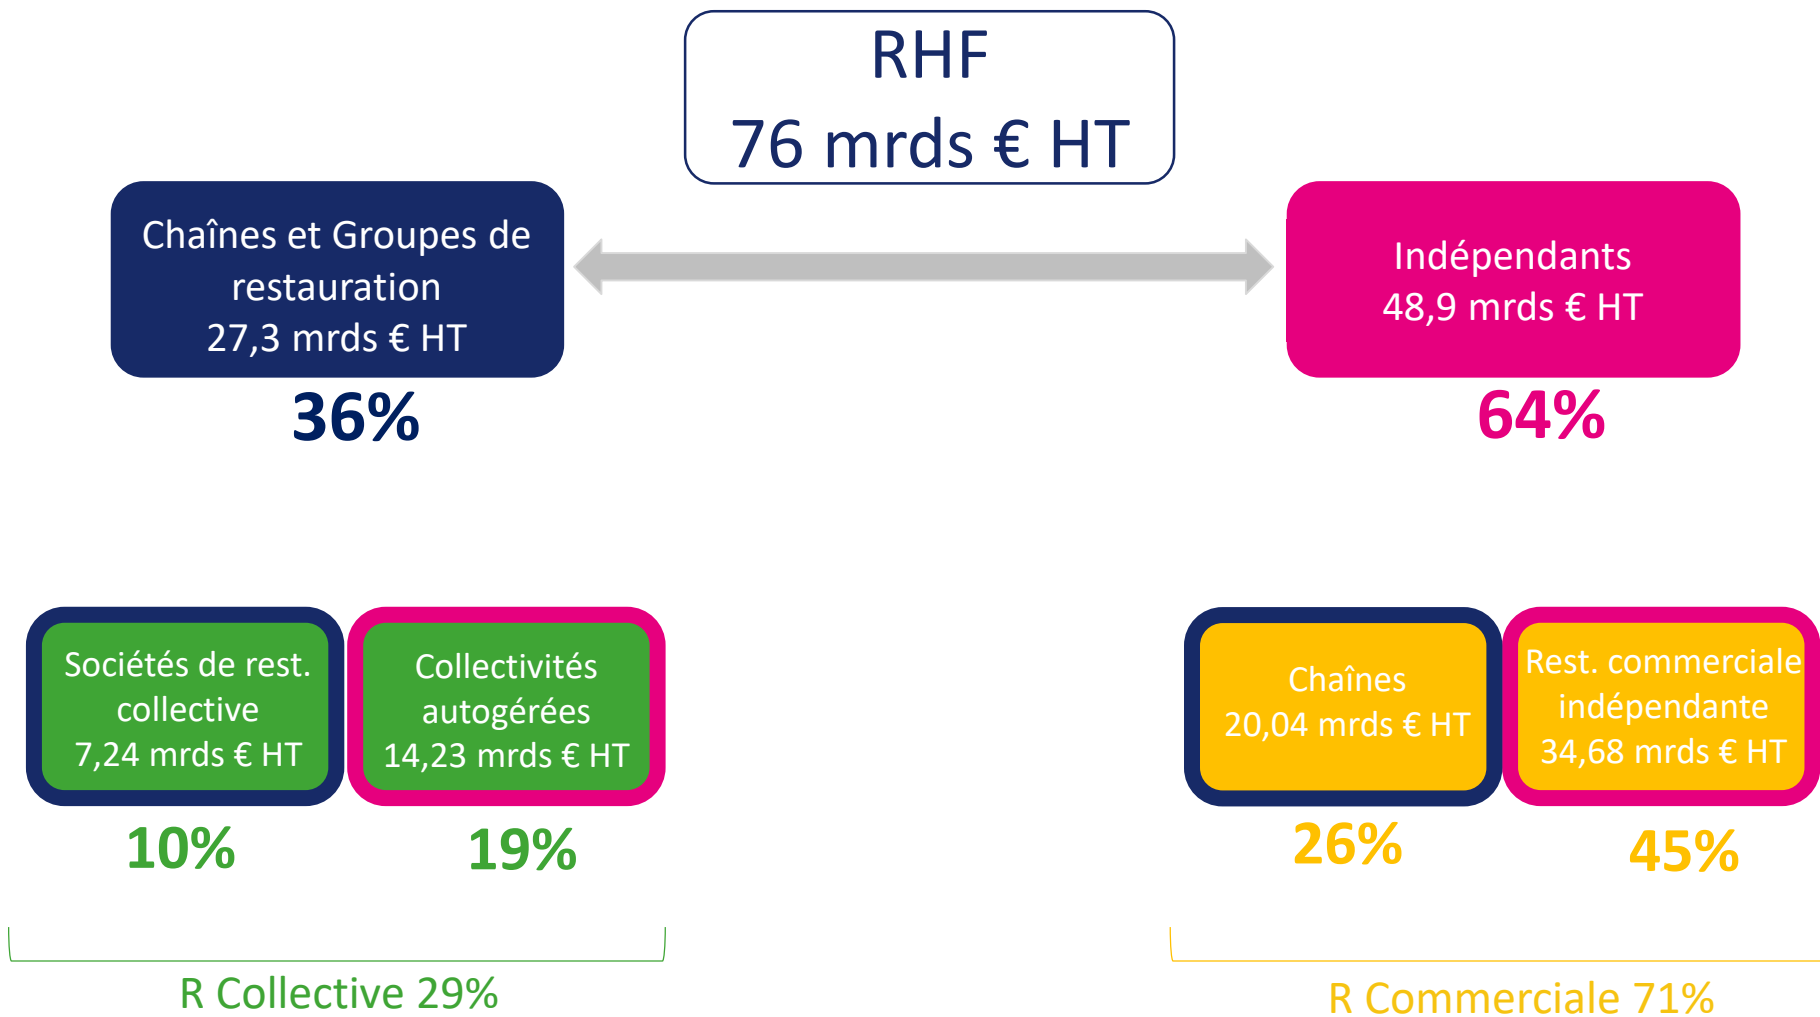 RHF
76 mrds € HT
Chaînes et Groupes de
restauration
27,3 mrds € HT
36%
Indépendants
48,9 mrds € HT
64%
Sociétés de rest.
collective
7,24 mrds € HT
10%
Collectivités
autogérées
14,23 mrds € HT
19%
Chaînes
20,04 mrds € HT
26%
Rest. commerciale
indépendante
34,68 mrds € HT
45%
R Collective 29%
R Commerciale 71%